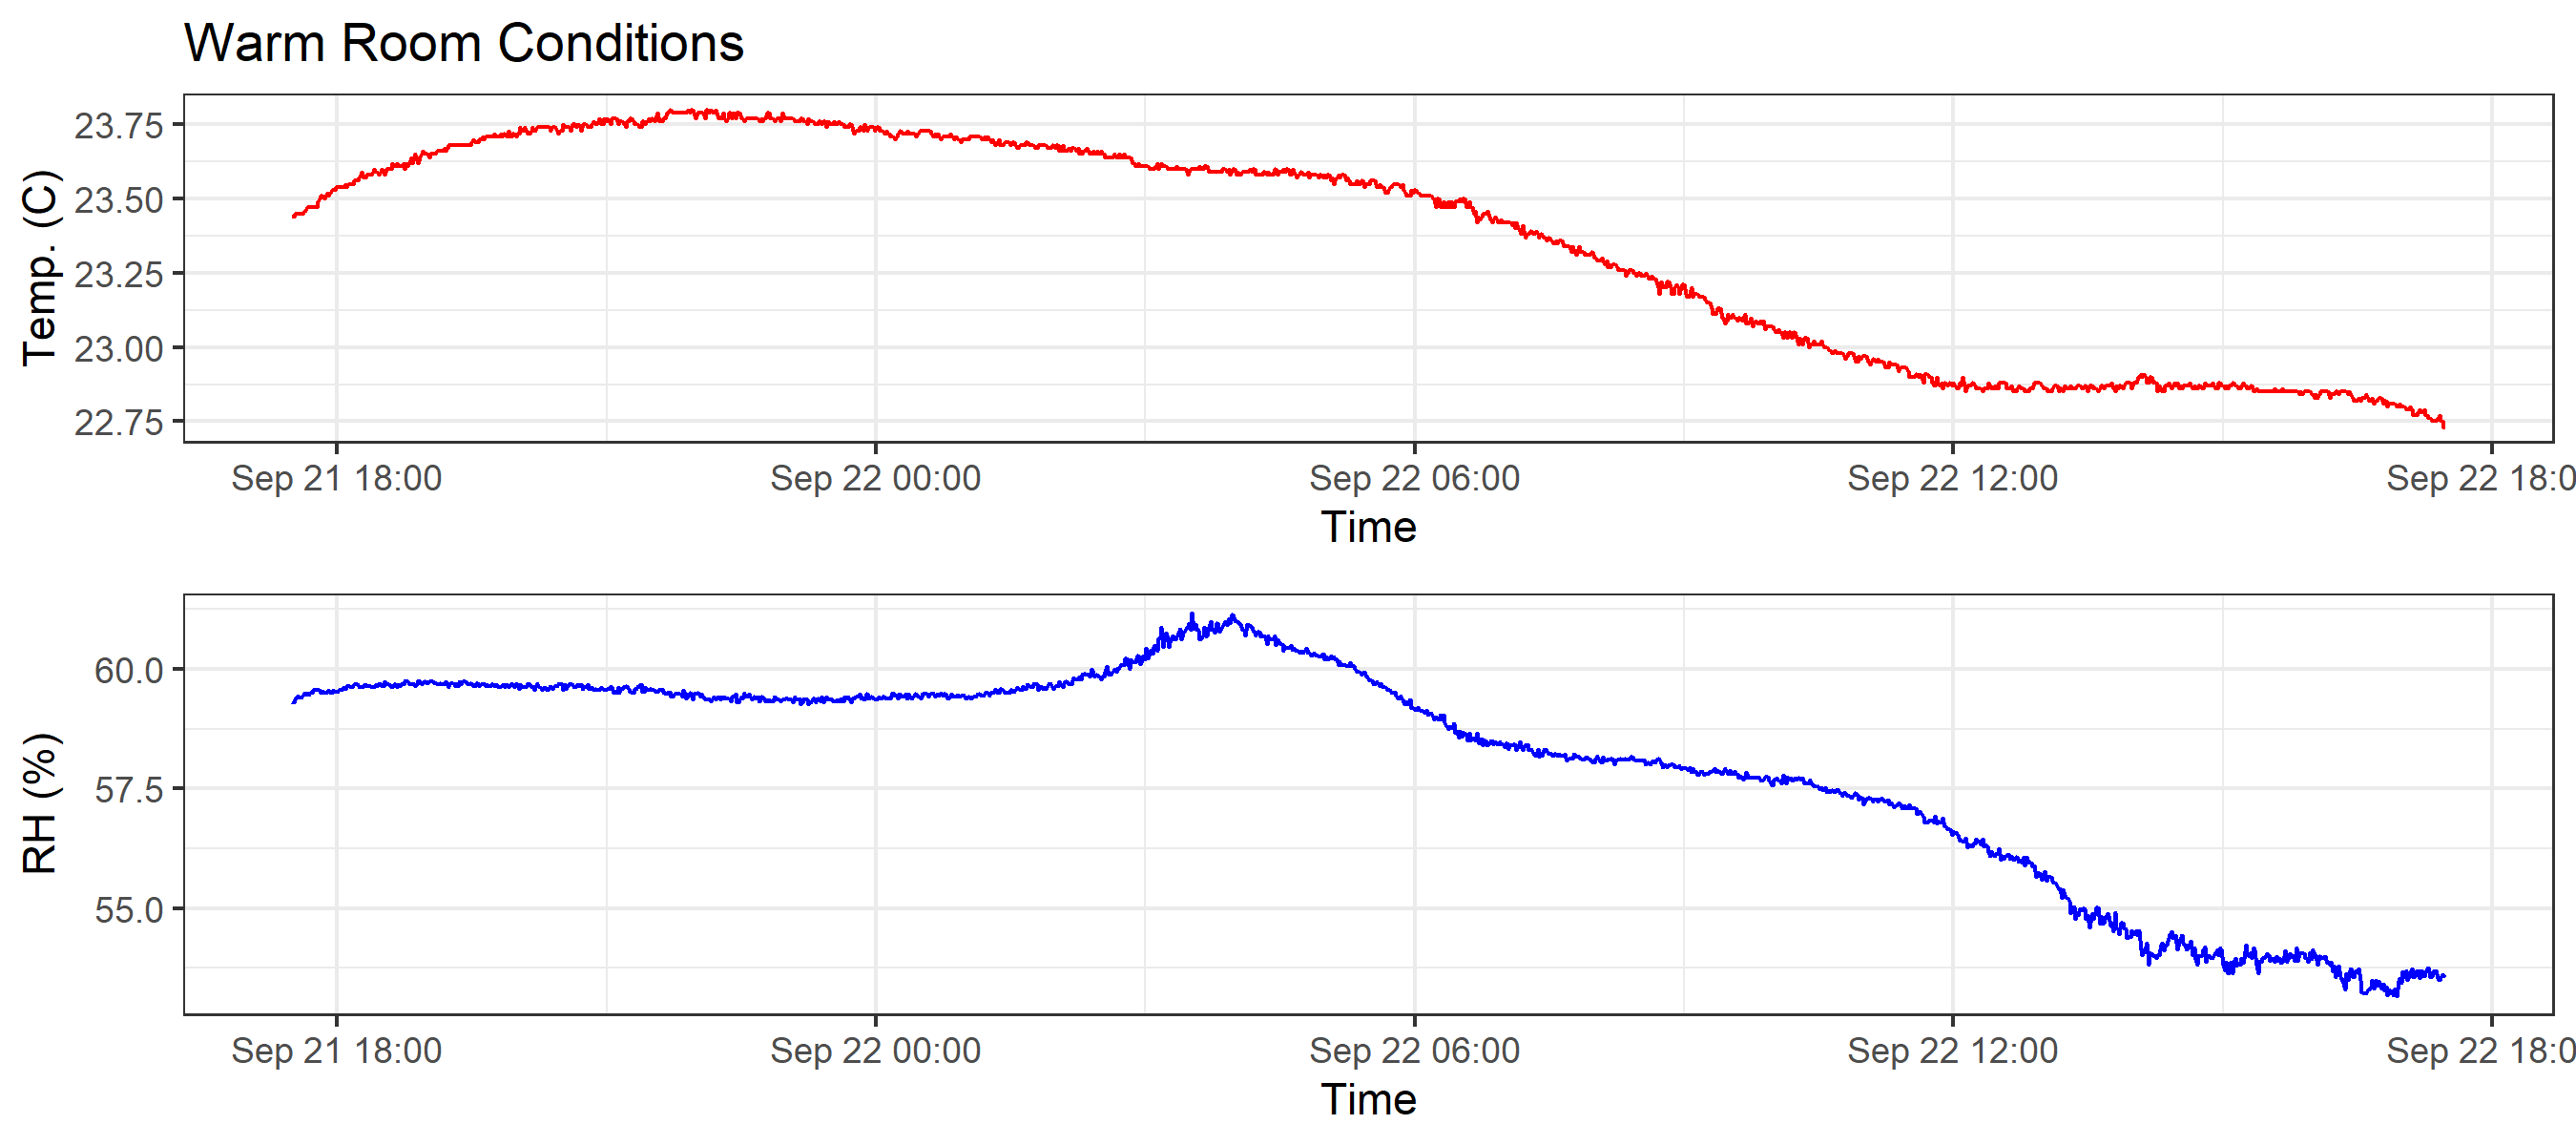 Warm Room Conditions
Temp. (C)
23.75
23.50
23.25
23.00
22.75
Sep 21 18:00 Sep 22 00:00 Sep 22 06:00 Sep 22 12:00 Sep 22 18:0
Time
RH (%)
60.0
57.5
55.0
Sep 21 18:00 Sep 22 00:00 Sep 22 06:00 Sep 22 12:00 Sep 22 18:0
Time